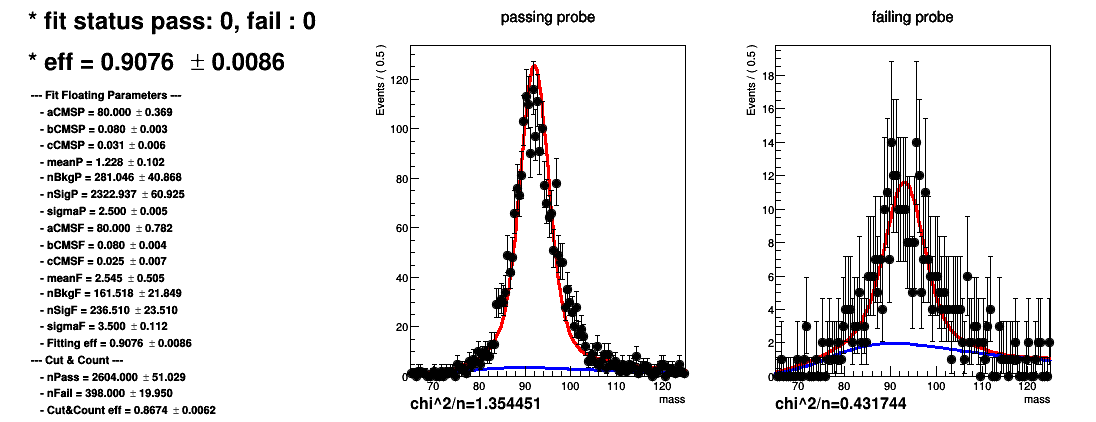 * fit status pass: 0, fail : 0
* eff = 0.9076 ± 0.0086
--- Fit Floating Parameters ---
- aCMSP = 80.000 ± 0.369
- bCMSP = 0.080 ± 0.003
- cCMSP = 0.031 ± 0.006
- meanP = 1.228 ± 0.102
- nBkgP = 281.046 ± 40.868
- nSigP = 2322.937 ± 60.925
- sigmaP = 2.500 ± 0.005
- aCMSF = 80.000 ± 0.782
- bCMSF = 0.080 ± 0.004
- cCMSF = 0.025 ± 0.007
- meanF = 2.545 ± 0.505
- nBkgF = 161.518 ± 21.849
- nSigF = 236.510 ± 23.510
- sigmaF = 3.500 ± 0.112
- Fitting eff = 0.9076 ± 0.0086
--- Cut & Count ---
- nPass = 2604.000 ± 51.029
- nFail = 398.000 ± 19.950
- Cut&Count eff = 0.8674 ± 0.0062
passing probe
Events / ( 0.5 )
120
100
80
60
40
20
0
70 80 90 100 110 120
mass
chi^2/n=1.354451
failing probe
Events / ( 0.5 )
18
16
14
12
10
8
6
4
2
0
70 80 90 100 110 120
mass
chi^2/n=0.431744